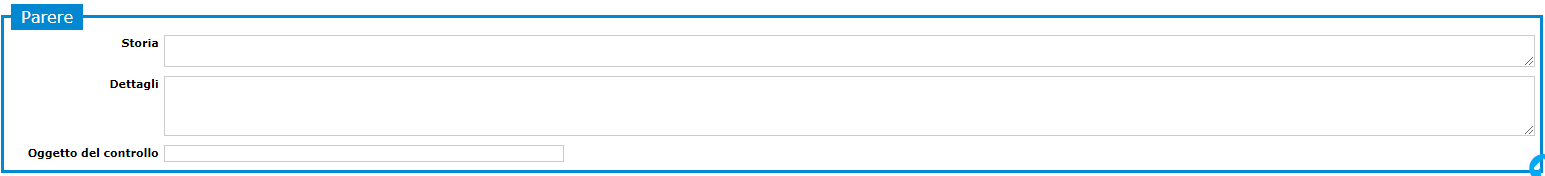 Parere
Storia
Dettagli
Oggetto del controllo